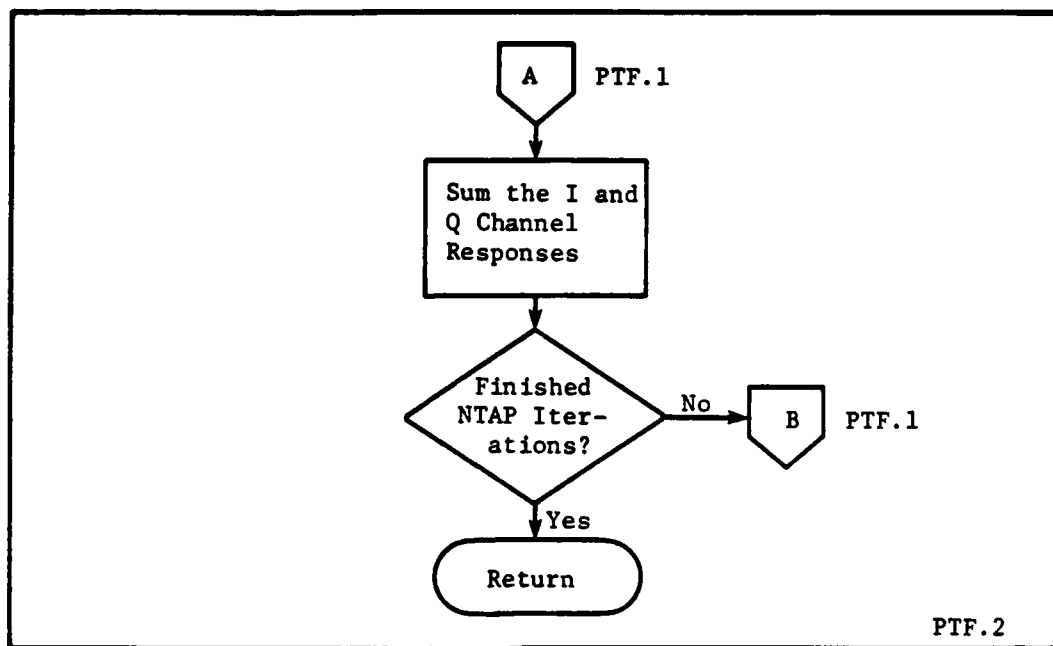 A PTF.1
Sum the I and
Q Channel
Responses
Finished
NTAP Iter-
ations?
No
B PTF.1
Yes
Return
PTF.2